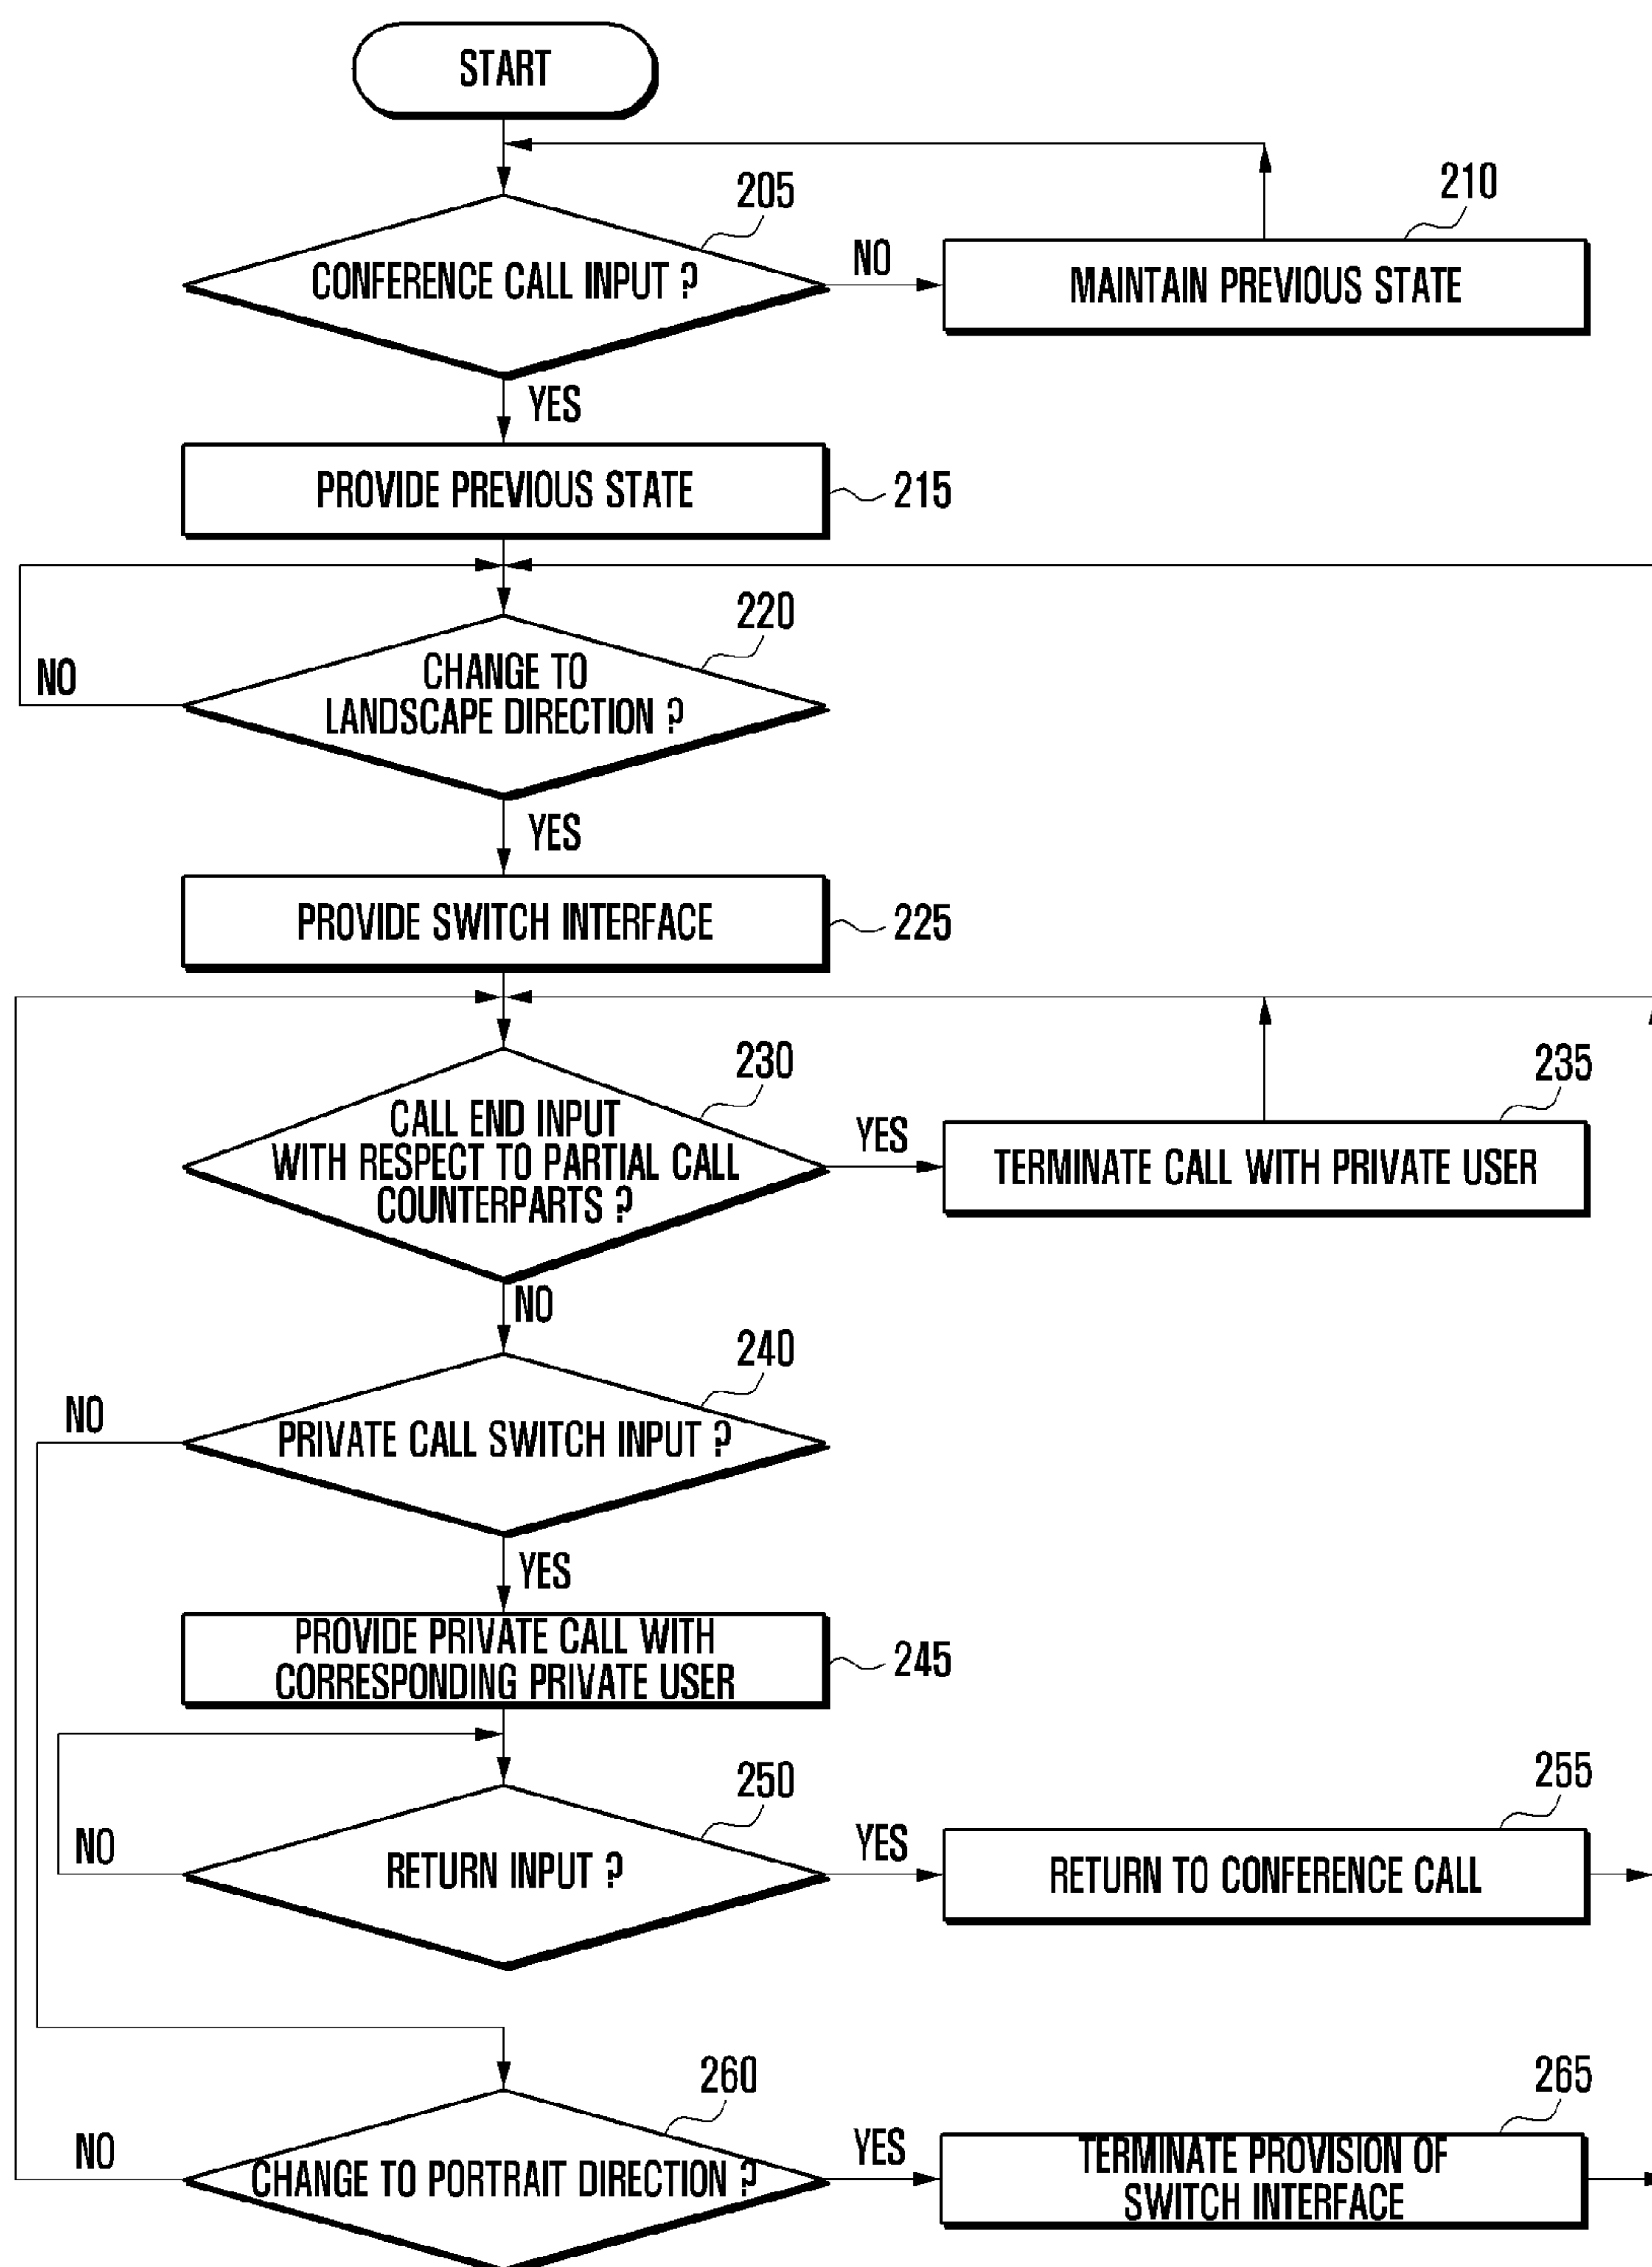 START
205
210
CONFERENCE CALL INPUT ?
NO
MAINTAIN PREVIOUS STATE
YES
PROVIDE PREVIOUS STATE
215
220
NO
CHANGE TO
LANDSCAPE DIRECTION ?
YES
PROVIDE SWITCH INTERFACE
225
230
235
CALL END INPUT
WITH RESPECT TO PARTIAL CALL
COUNTERPARTS ?
YES
TERMINATE CALL WITH PRIVATE USER
NO
240
NO
PRIVATE CALL SWITCH INPUT ?
YES
PROVIDE PRIVATE CALL WITH
CORRESPONDING PRIVATE USER
245
250
255
NO
RETURN INPUT ?
YES
RETURN TO CONFERENCE CALL
260
265
NO
CHANGE TO PORTRAIT DIRECTION ?
YES
TERMINATE PROVISION OF
SWITCH INTERFACE